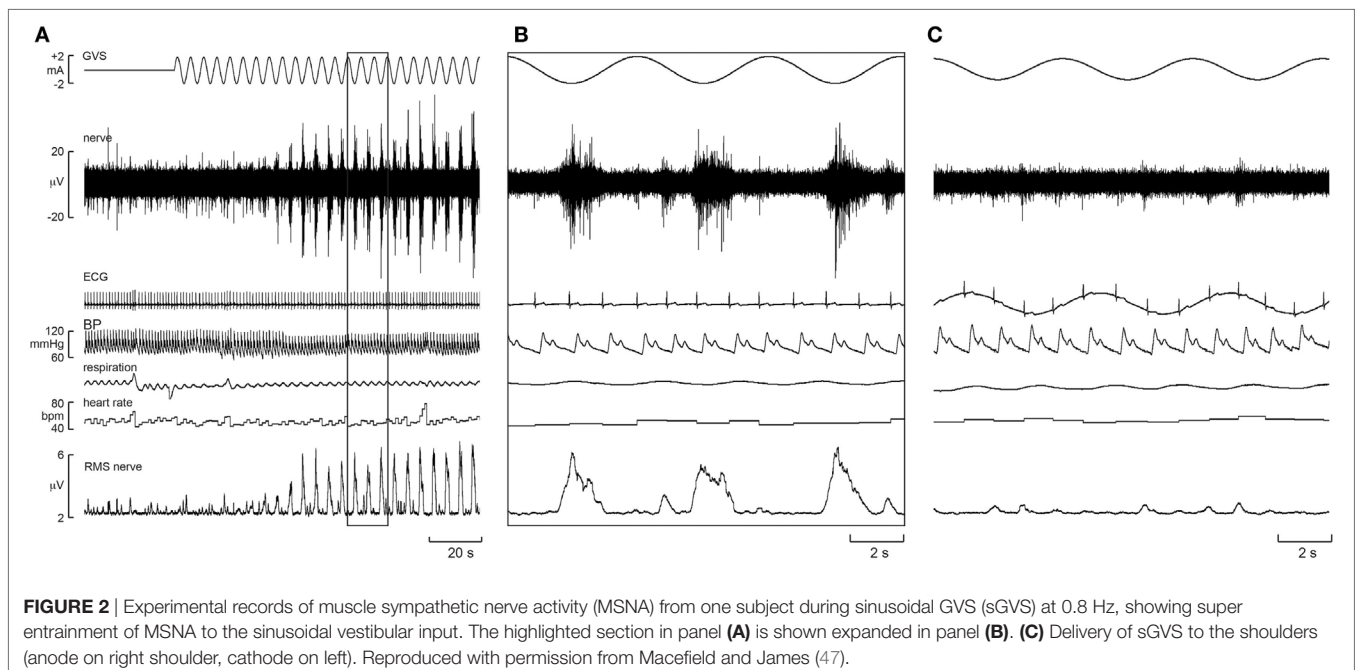 A
B
C
GVS
+2
mA
-2
nerve
20
μV
-20
ECG
BP
120
mmHg
60
respiration
heart rate
80
bpm
40
RMS nerve
6
μV
2
20 s
2 s
2 s
FIGURE 2 | Experimental records of muscle sympathetic nerve activity (MSNA) from one subject during sinusoidal GVS (sGVS) at 0.8 Hz, showing super
entrainment of MSNA to the sinusoidal vestibular input. The highlighted section in panel (A) is shown expanded in panel (B). (C) Delivery of sGVS to the shoulders
(anode on right shoulder, cathode on left). Reproduced with permission from Macefield and James (47).